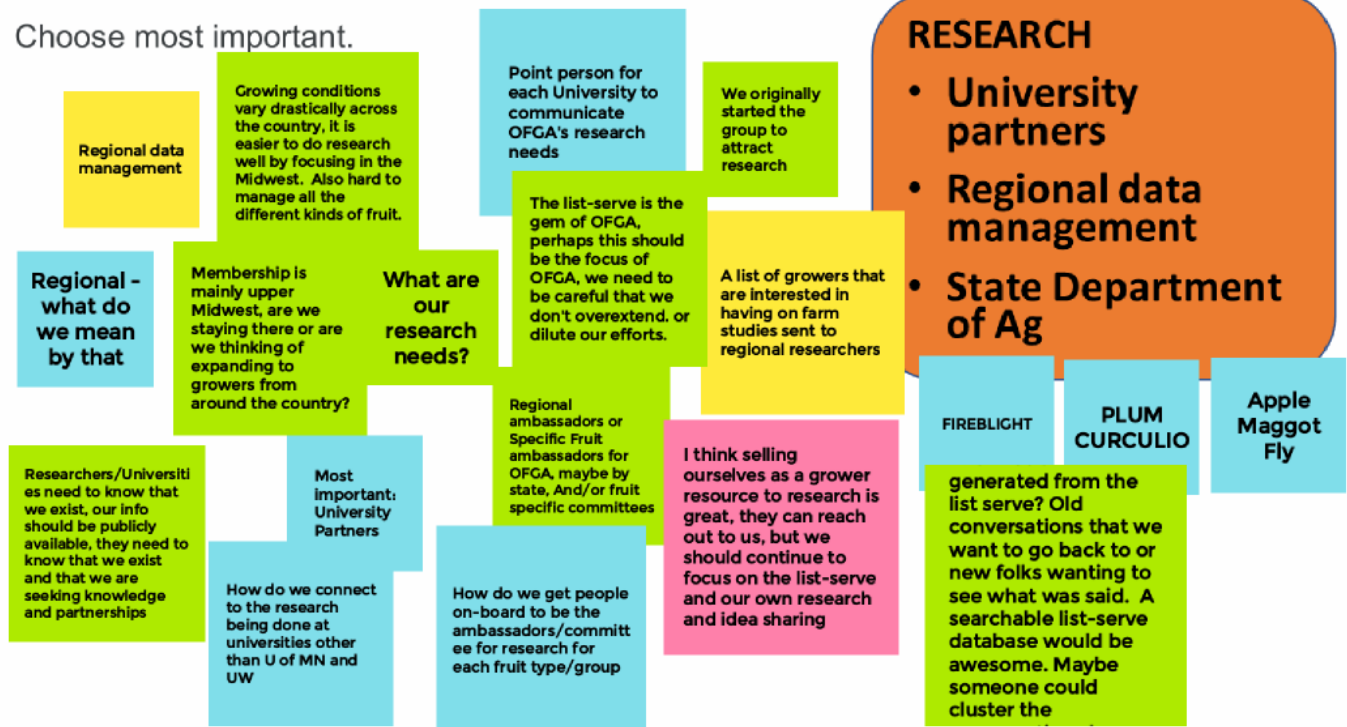 Choose most important.
Regional data
management
Growing conditions
vary drastically across
the country, it is
easier to do research
well by focusing in the
Midwest. Also hard to
manage all the
different kinds of fruit.
Point person for
each University to
communicate
OFGA's research
needs
We originally
started the
group to
attract
research
RESEARCH
• University
partners
• Regional data
management
• State Department
of Ag
Regional -
what do
we mean
by that
Membership is
mainly upper
Midwest, are we
staying there or are
we thinking of
expanding to
growers from
around the country?
What are
our
research
needs?
The list-serve is the
gem of OFGA,
perhaps this should
be the focus of
OFGA, we need to
be careful that we
don't overextend. or
dilute our efforts.
A list of growers that
are interested in
having on farm
studies sent to
regional researchers
FIREBLIGHT
PLUM
CURCULIO
Apple
Maggot
Fly
Researchers/Universiti
es need to know that
we exist, our info
should be publicly
available, they need to
know that we exist
and that we are
seeking knowledge
and partnerships
Most
important:
University
Partners
Regional
ambassadors or
Specific Fruit
ambassadors for
OFGA, maybe by
state, And/or fruit
specific committees
I think selling
ourselves as a grower
resource to research is
great, they can reach
out to us, but we
should continue to
focus on the list-serve
and our own research
and idea sharing
generated from the
list serve? Old
conversations that we
want to go back to or
new folks wanting to
see what was said. A
searchable list-serve
database would be
awesome. Maybe
someone could
cluster the
How do we connect
to the research
being done at
universities other
than U of MN and
UW
How do we get people
on-board to be the
ambassadors/committ
ee for research for
each fruit type/group